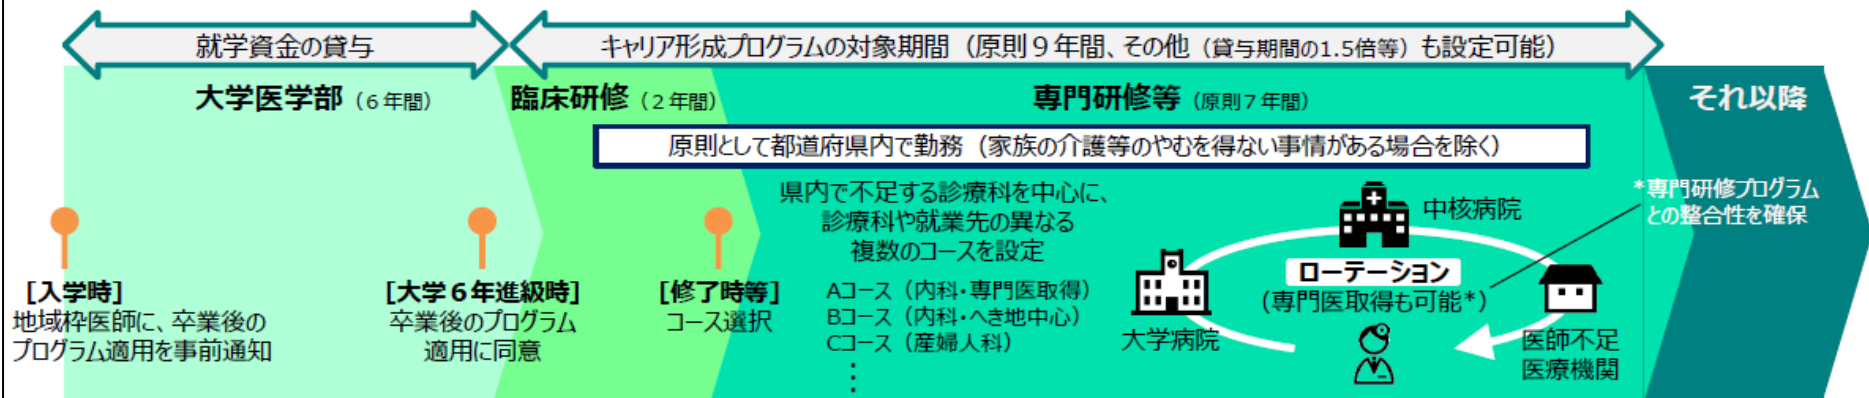 就学資金の貸与
キャリア形成プログラムの対象期間（原則９年間、その他（貸与期間の1.5倍等）も設定可能）
大学医学部（６年間）
臨床研修（２年間）
専門研修等（原則７年間）
それ以降
原則として都道府県内で勤務（家族の介護等のやむを得ない事情がある場合を除く）
[入学時]
地域枠医師に、卒業後の
プログラム適用を事前通知
[大学６年進級時]
卒業後のプログラム
適用に同意
[修了時等]
コース選択
県内で不足する診療科を中心に、
診療科や就業先の異なる
複数のコースを設定
Aコース（内科・専門医取得）
Bコース（内科・へき地中心）
Cコース（産婦人科）
⋮
中核病院
ローテーション
（専門医取得も可能*）
大学病院
医師不足
医療機関
*専門研修プログラム
との整合性を確保